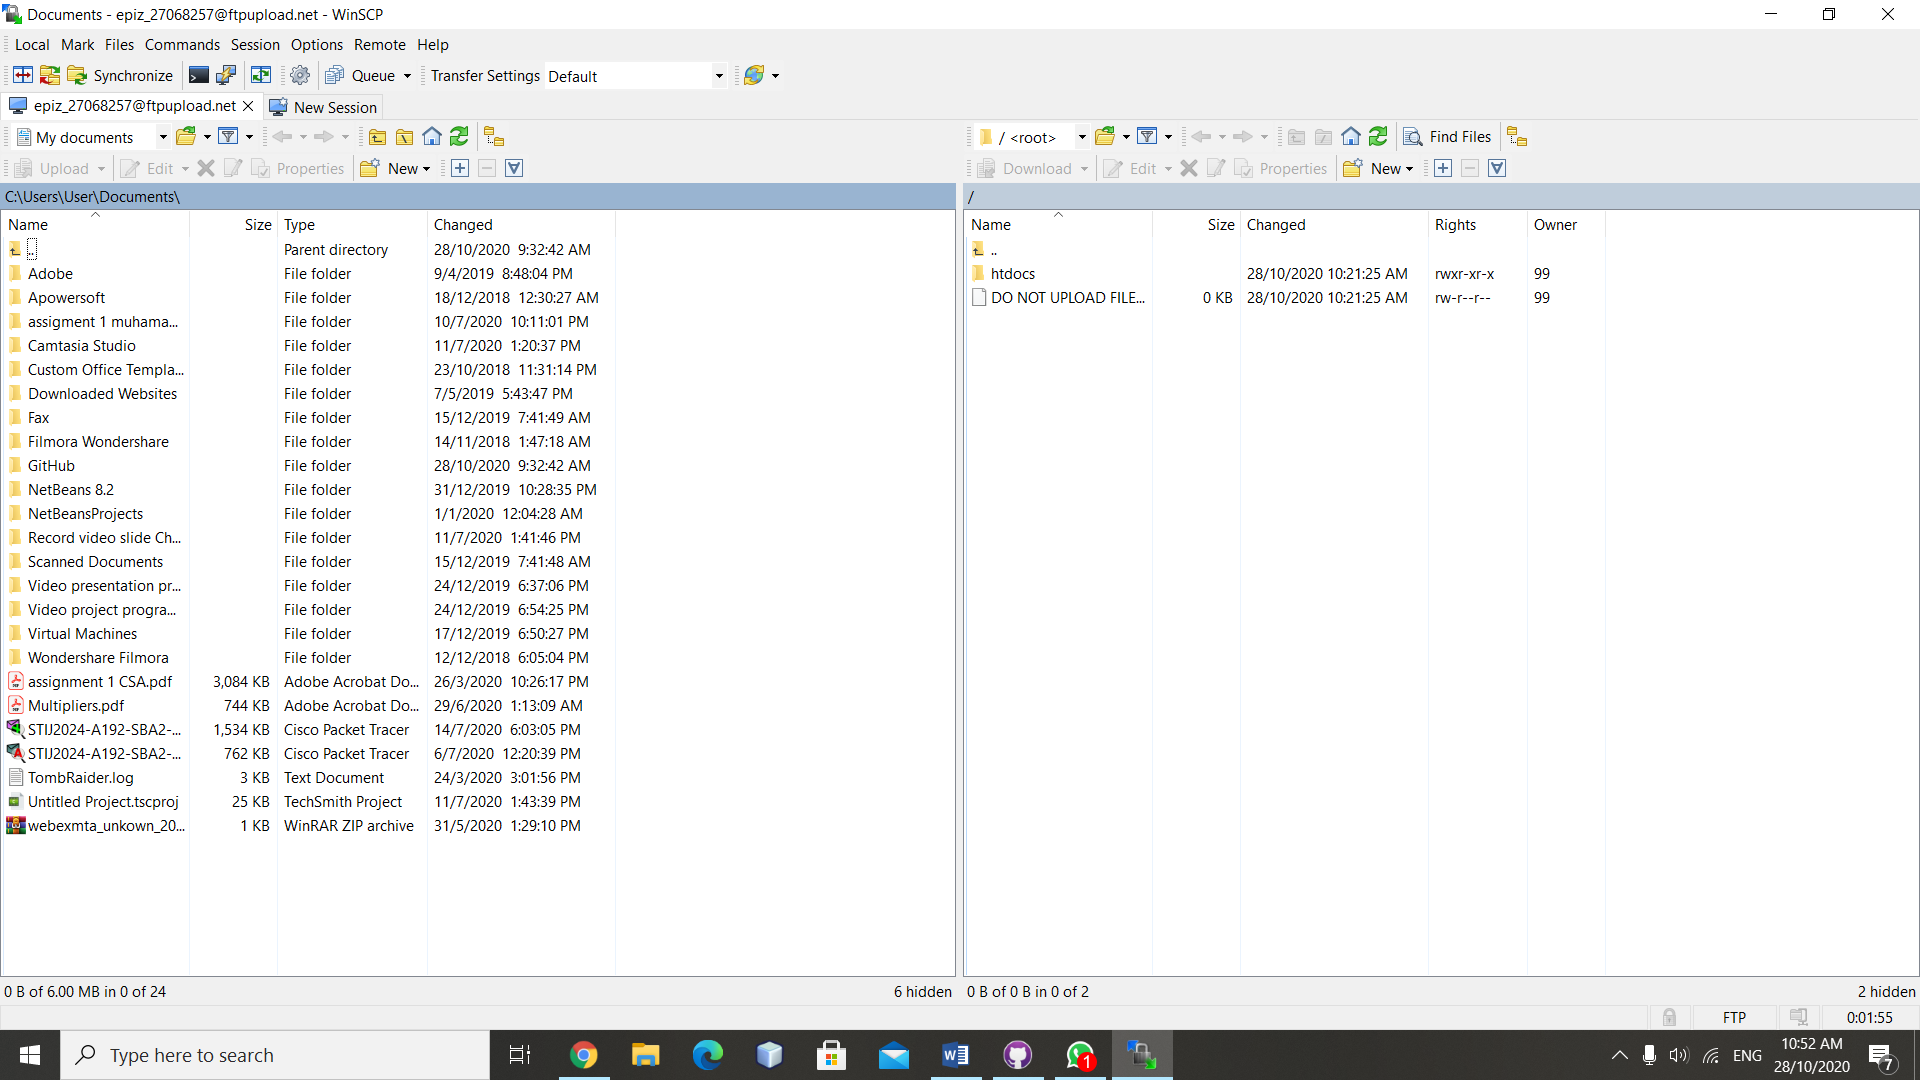 Documents - epiz_27068257@ftpupload.net - WinSCP
Local Mark Files Commands Session Options Remote Help
Synchronize Queue Transfer Settings Default
epiz_27068257@ftpupload.net New Session
My documents
Upload Edit Properties New
C:\Users\User\Documents\
Name Size Type Changed
.. Parent directory 28/10/2020 9:32:42 AM
Adobe File folder 9/4/2019 8:48:04 PM
Apowersoft File folder 18/12/2018 12:30:27 AM
assigment 1 muhama... File folder 10/7/2020 10:11:01 PM
Camtasia Studio File folder 11/7/2020 1:20:37 PM
Custom Office Templa... File folder 23/10/2018 11:31:14 PM
Downloaded Websites File folder 7/5/2019 5:43:47 PM
Fax File folder 15/12/2019 7:41:49 AM
Filmora Wondershare File folder 14/11/2018 1:47:18 AM
GitHub File folder 28/10/2020 9:32:42 AM
NetBeans 8.2 File folder 31/12/2019 10:28:35 PM
NetBeansProjects File folder 1/1/2020 12:04:28 AM
Record video slide Ch... File folder 11/7/2020 1:41:46 PM
Scanned Documents File folder 15/12/2019 7:41:48 AM
Video presentation pr... File folder 24/12/2019 6:37:06 PM
Video project progra... File folder 24/12/2019 6:54:25 PM
Virtual Machines File folder 17/12/2019 6:50:27 PM
Wondershare Filmora File folder 12/12/2018 6:05:04 PM
assignment 1 CSA.pdf 3,084 KB Adobe Acrobat Do... 26/3/2020 10:26:17 PM
Multipliers.pdf 744 KB Adobe Acrobat Do... 29/6/2020 1:13:09 AM
STIJ2024-A192-SBA2-... 1,534 KB Cisco Packet Tracer 14/7/2020 6:03:05 PM
STIJ2024-A192-SBA2-... 762 KB Cisco Packet Tracer 6/7/2020 12:20:39 PM
TombRaider.log 3 KB Text Document 24/3/2020 3:01:56 PM
Untitled Project.tscproj 25 KB TechSmith Project 11/7/2020 1:43:39 PM
webexmta_unkown_20... 1 KB WinRAR ZIP archive 31/5/2020 1:29:10 PM
0 B of 6.00 MB in 0 of 24 6 hidden
/ <root> Find Files
Download Edit Properties New
/
Name Size Changed Rights Owner
..
htdocs 28/10/2020 10:21:25 AM rwxr-xr-x 99
DO NOT UPLOAD FILE... 0 KB 28/10/2020 10:21:25 AM rw-r--r-- 99
0 B of 0 B in 0 of 2 2 hidden
FTP 0:01:55
Type here to search 1 ENG 10:52 AM
28/10/2020 7